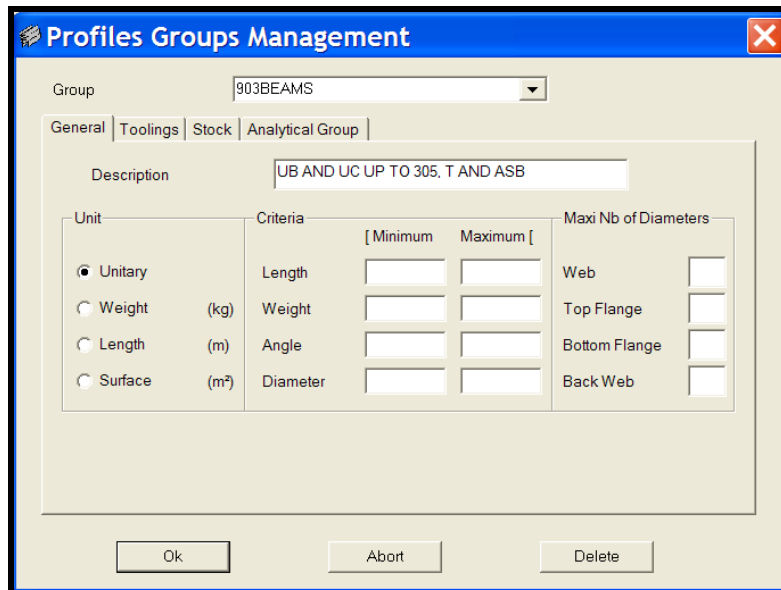 Profiles Groups Management
Group 903BEAMS
General Toolings Stock Analytical Group
Description UB AND UC UP TO 305, T AND ASB
Unit Criteria Maxi Nb of Diameters
[ Minimum Maximum [
Unitary Length Web
Weight (kg) Weight Top Flange
Length (m) Angle Bottom Flange
Surface (m²) Diameter Back Web
Ok Abort Delete